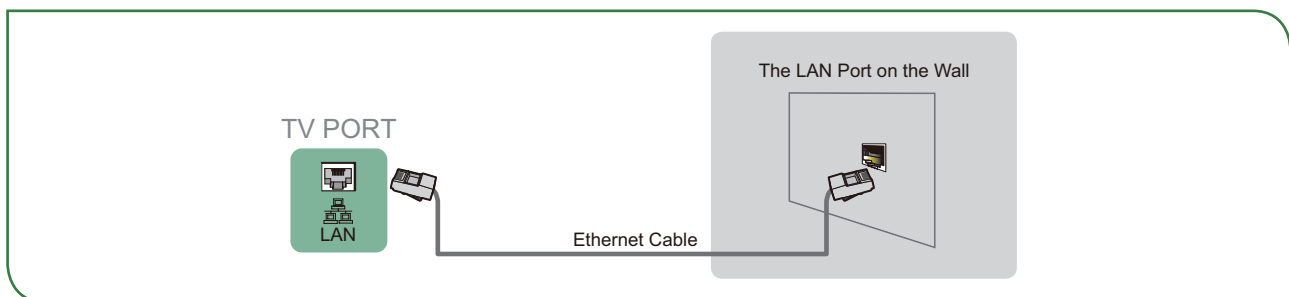 The LAN Port on the Wall
TV PORT
LAN
Ethernet Cable